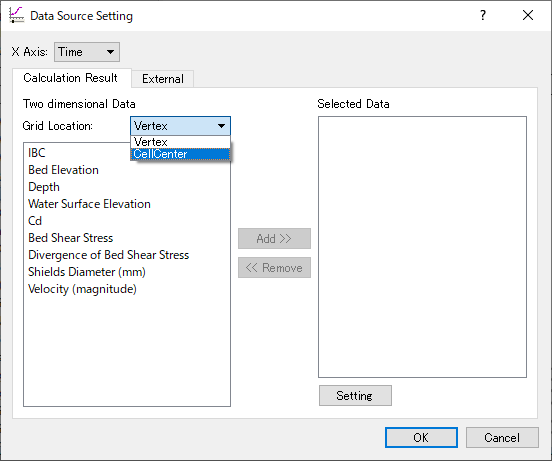 Data Source Setting
?
X Axis: Time
Calculation Result External
Two dimensional Data
Selected Data
Grid Location: Vertex
Vertex
CellCenter
IBC
Bed Elevation
Depth
Water Surface Elevation
Cd
Bed Shear Stress
Divergence of Bed Shear Stress
Shields Diameter (mm)
Velocity (magnitude)
Add >>
<< Remove
Setting
OK Cancel